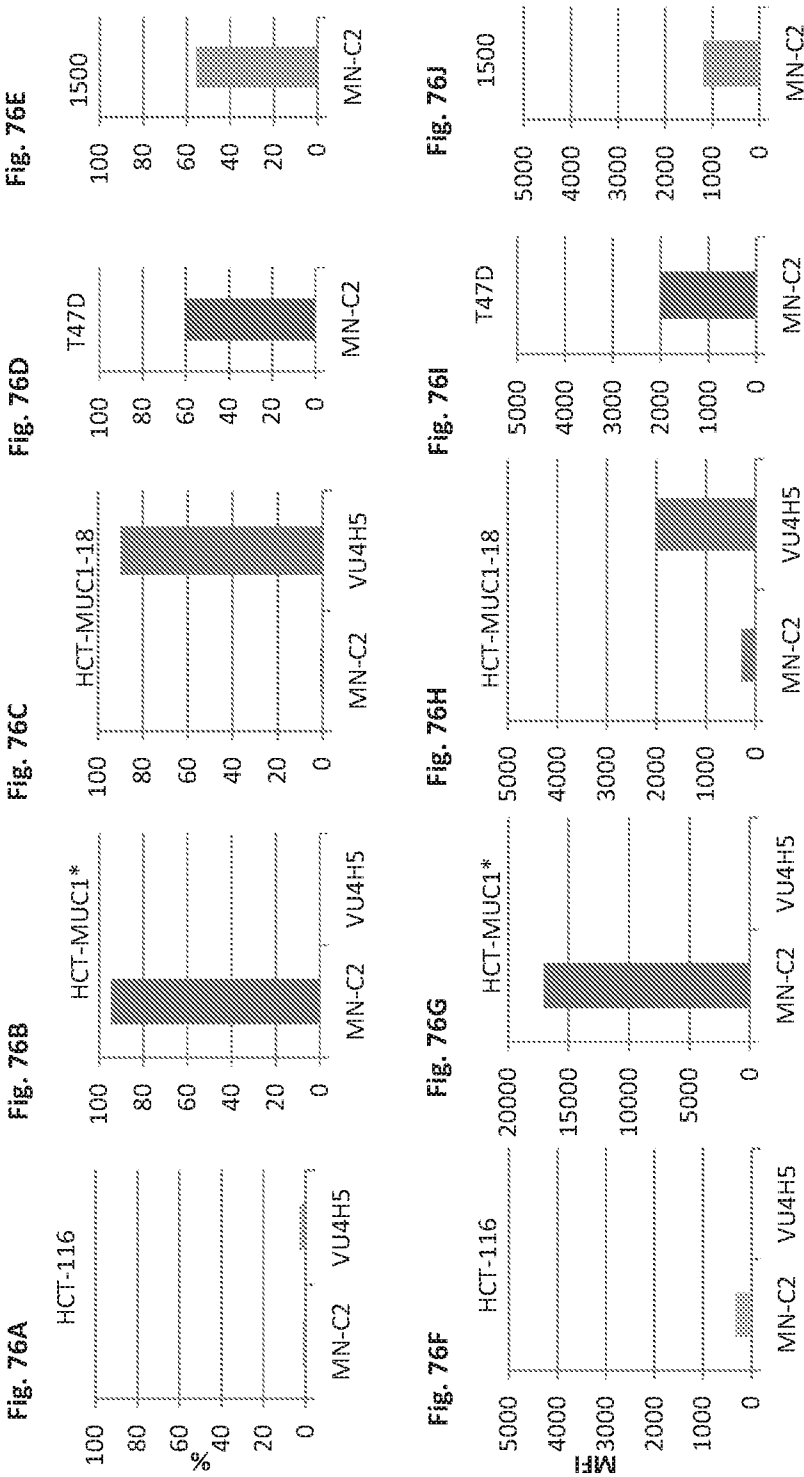 Fig. 76A
HCT-116
100
80
60
40
20
0
%
MN-C2 VU4H5
Fig. 76B
HCT-MUC1*
100
80
60
40
20
0
MN-C2 VU4H5
Fig. 76C
HCT-MUC1-18
100
80
60
40
20
0
MN-C2 VU4H5
Fig. 76D
T47D
100
80
60
40
20
0
MN-C2
Fig. 76E
1500
100
80
60
40
20
0
MN-C2
Fig. 76F
HCT-116
5000
4000
3000
2000
1000
0
MFI
MN-C2 VU4H5
Fig. 76G
HCT-MUC1*
20000
15000
10000
5000
0
MN-C2 VU4H5
Fig. 76H
HCT-MUC1-18
5000
4000
3000
2000
1000
0
MN-C2 VU4H5
Fig. 76I
T47D
5000
4000
3000
2000
1000
0
MN-C2
Fig. 76J
1500
5000
4000
3000
2000
1000
0
MN-C2